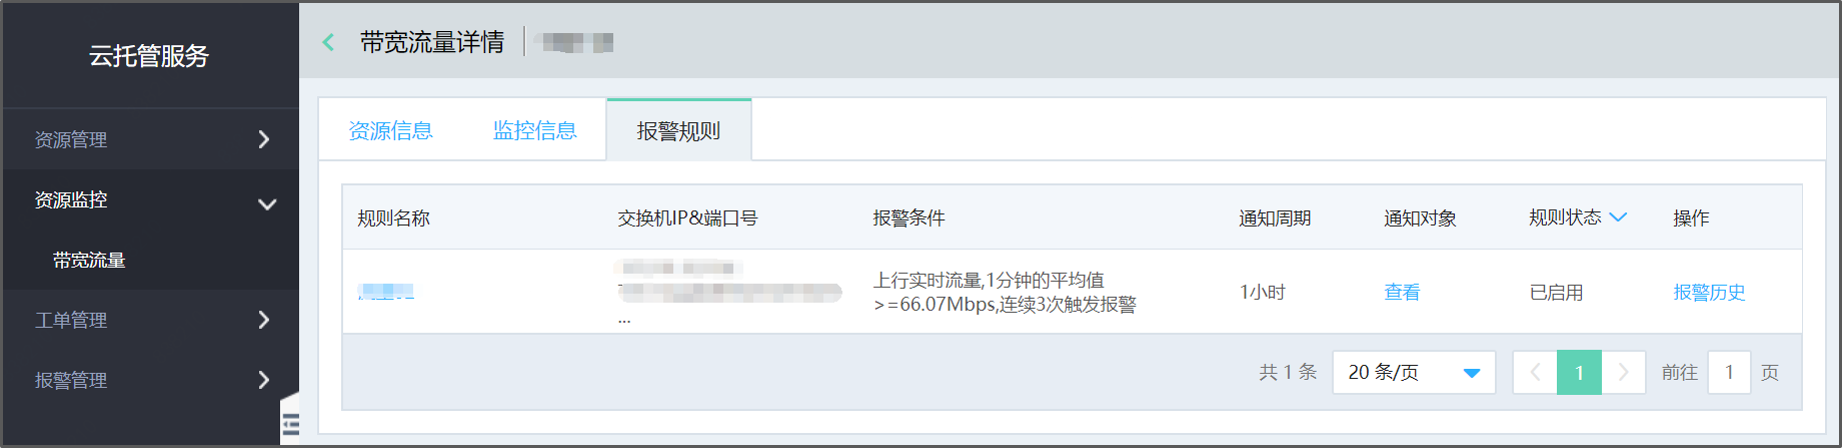 云托管服务
资源管理
资源监控
带宽流量
工单管理
报警管理
带宽流量详情
资源信息 监控信息 报警规则
规则名称 交换机IP&端口号 报警条件 通知周期 通知对象 规则状态 操作
上行实时流量,1分钟的平均值
>=66.07Mbps,连续3次触发报警
... 
1小时 查看 已启用 报警历史
共 1 条 20 条/页 1 前往 1 页